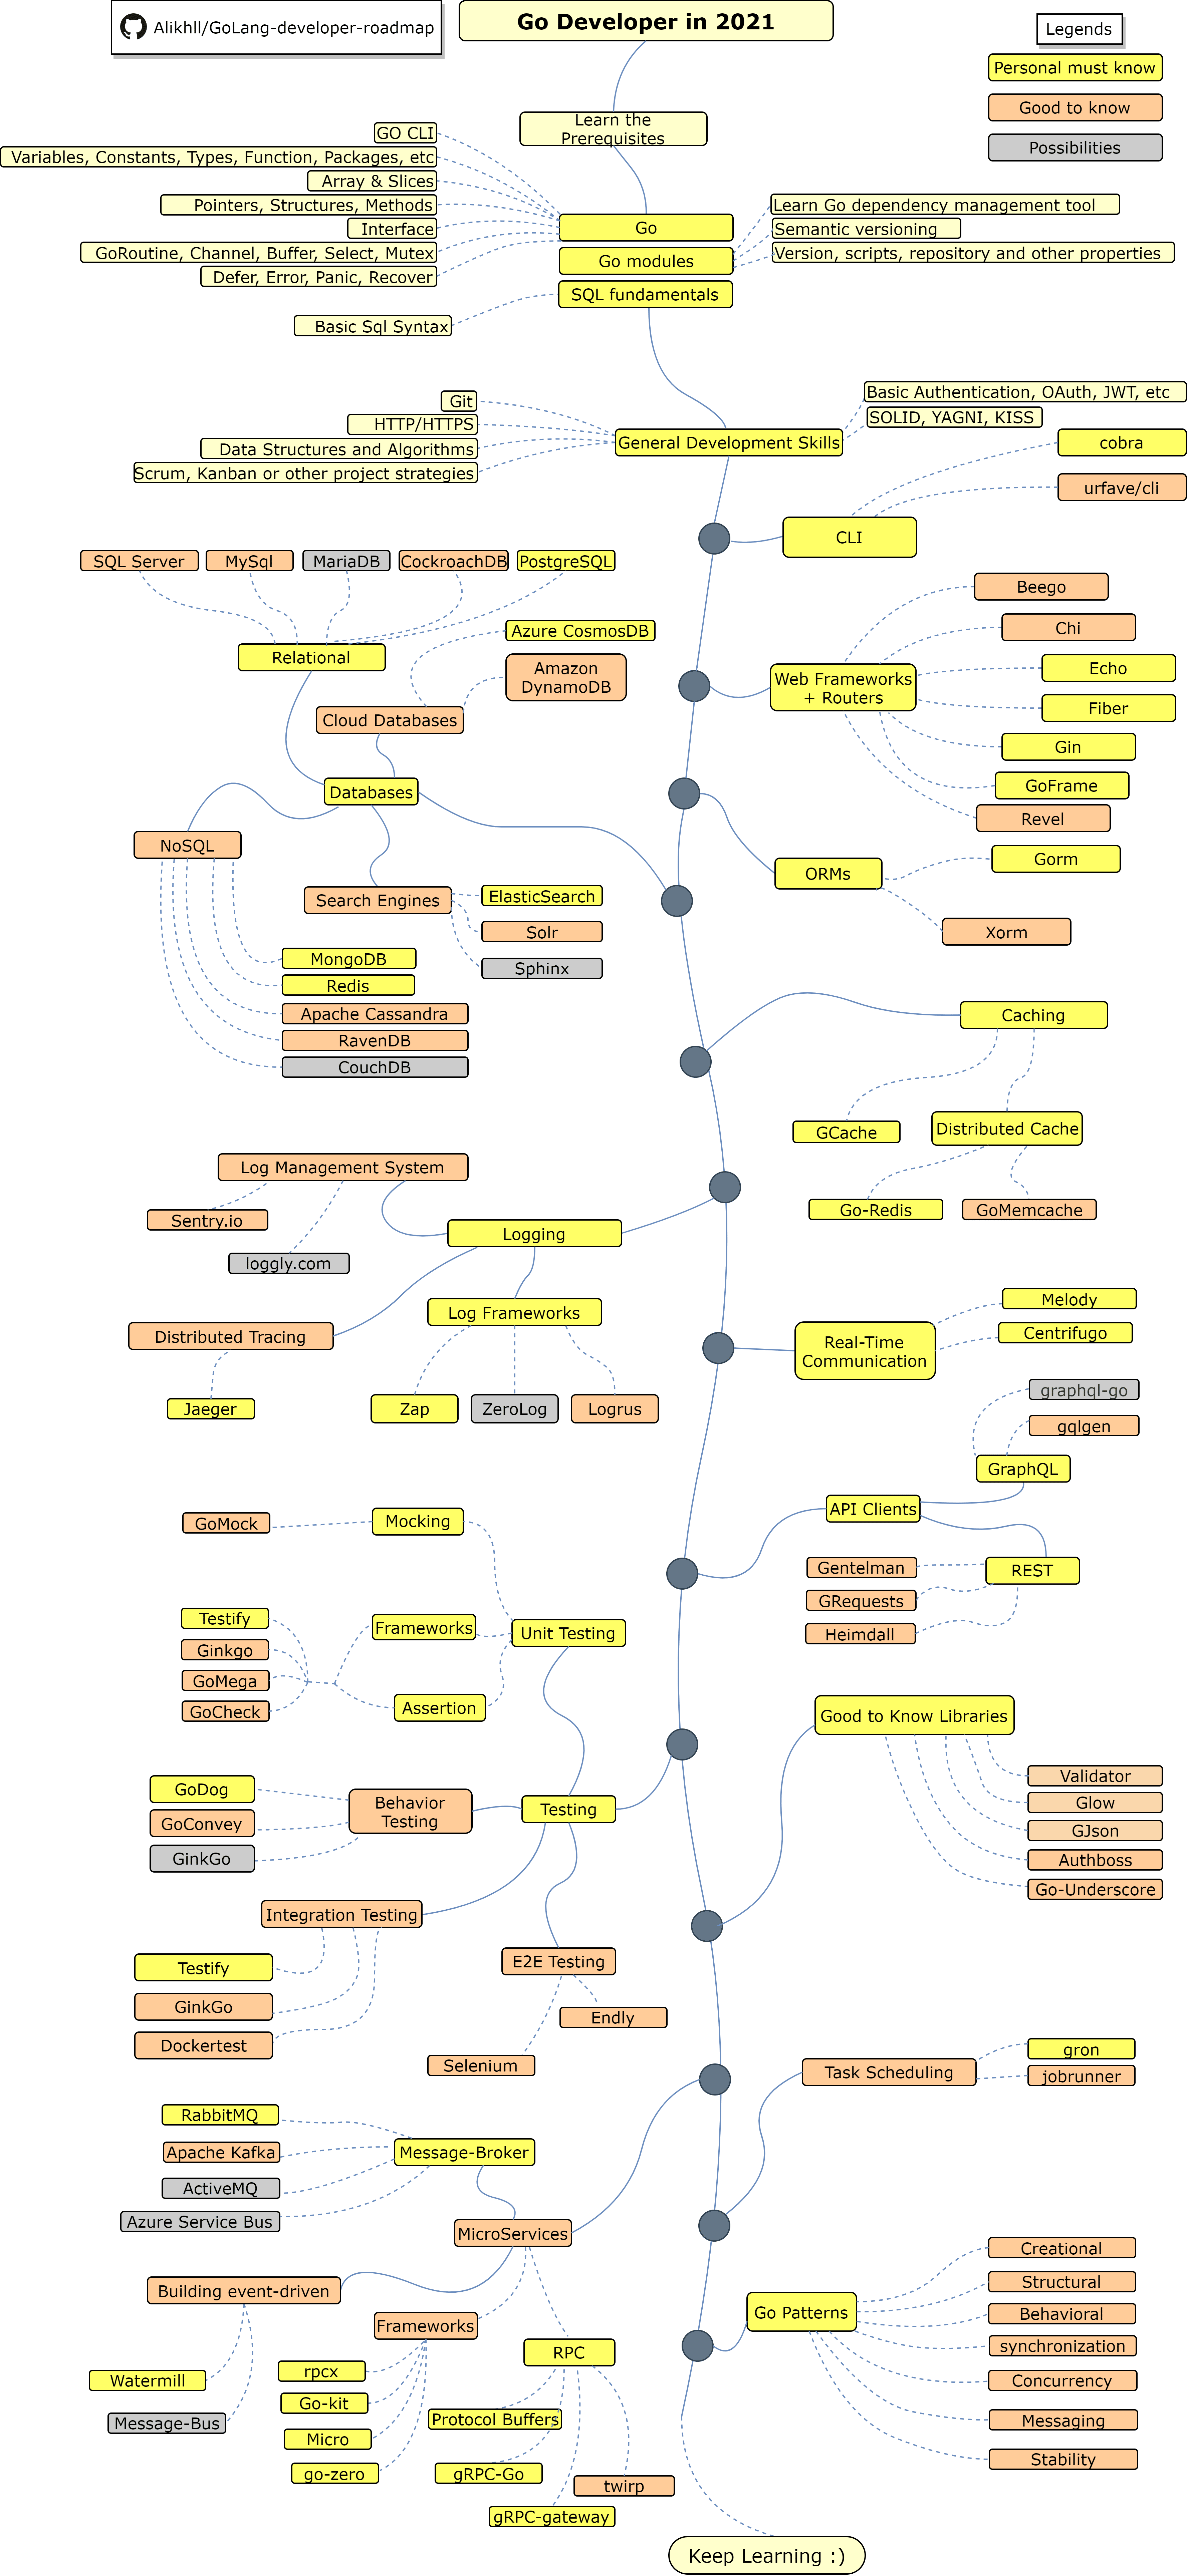 Alikhll/GoLang-developer-roadmap
Go Developer in 2021
Legends
Personal must know
Good to know
Possibilities
Learn the
Prerequisites
GO CLI
Variables, Constants, Types, Function, Packages, etc
Array & Slices
Pointers, Structures, Methods
Interface
GoRoutine, Channel, Buffer, Select, Mutex
Defer, Error, Panic, Recover
Go
Go modules
SQL fundamentals
Learn Go dependency management tool
Semantic versioning
Version, scripts, repository and other properties
Basic Sql Syntax
Git
HTTP/HTTPS
Data Structures and Algorithms
Scrum, Kanban or other project strategies
General Development Skills
Basic Authentication, OAuth, JWT, etc
SOLID, YAGNI, KISS
cobra
urfave/cli
CLI
SQL Server
MySql
MariaDB
CockroachDB
PostgreSQL
Relational
Azure CosmosDB
Amazon
DynamoDB
Cloud Databases
Databases
NoSQL
Search Engines
ElasticSearch
Solr
Sphinx
MongoDB
Redis
Apache Cassandra
RavenDB
CouchDB
Web Frameworks
+ Routers
Beego
Chi
Echo
Fiber
Gin
GoFrame
Revel
ORMs
Gorm
Xorm
Caching
GCache
Distributed Cache
Go-Redis
GoMemcache
Log Management System
Sentry.io
loggly.com
Logging
Distributed Tracing
Log Frameworks
Jaeger
Zap
ZeroLog
Logrus
Real-Time
Communication
Melody
Centrifugo
graphql-go
gqlgen
GraphQL
API Clients
REST
Gentelman
GRequests
Heimdall
GoMock
Mocking
Testify
Ginkgo
GoMega
GoCheck
Frameworks
Assertion
Unit Testing
Good to Know Libraries
Validator
Glow
GJson
Authboss
Go-Underscore
GoDog
GoConvey
GinkGo
Behavior
Testing
Testing
Integration Testing
Testify
GinkGo
Dockertest
E2E Testing
Endly
Selenium
Task Scheduling
gron
jobrunner
RabbitMQ
Apache Kafka
ActiveMQ
Azure Service Bus
Message-Broker
MicroServices
Building event-driven
Watermill
Message-Bus
Frameworks
rpcx
Go-kit
Micro
go-zero
RPC
Protocol Buffers
gRPC-Go
twirp
gRPC-gateway
Go Patterns
Creational
Structural
Behavioral
synchronization
Concurrency
Messaging
Stability
Keep Learning :)